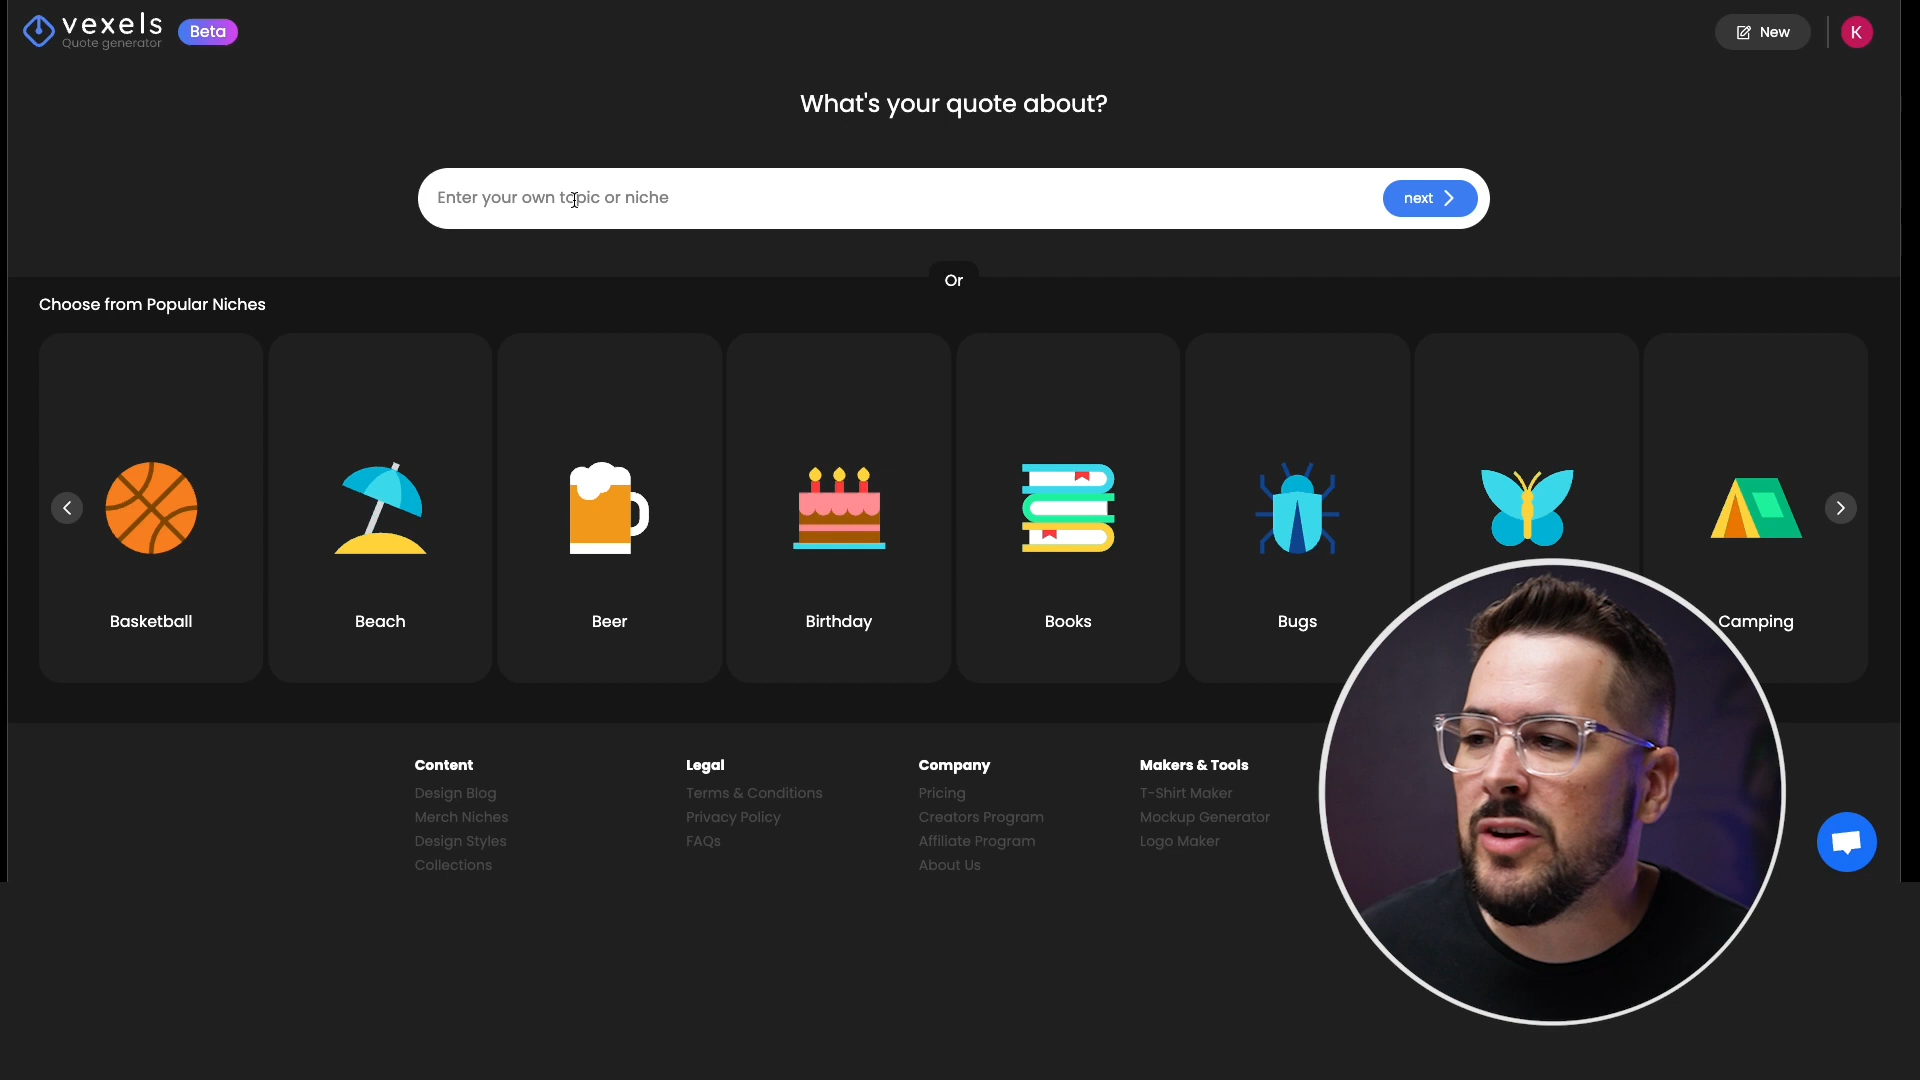 vexels
Quote generator
Beta
New
K
What's your quote about?
Enter your own topic or niche
next
Or
Choose from Popular Niches
Basketball
Beach
Beer
Birthday
Books
Bugs
Camping
Content
Design Blog
Merch Niches
Design Styles
Collections
Legal
Terms & Conditions
Privacy Policy
FAQs
Company
Pricing
Creators Program
Affiliate Program
About Us
Makers & Tools
T-Shirt Maker
Mockup Generator
Logo Maker